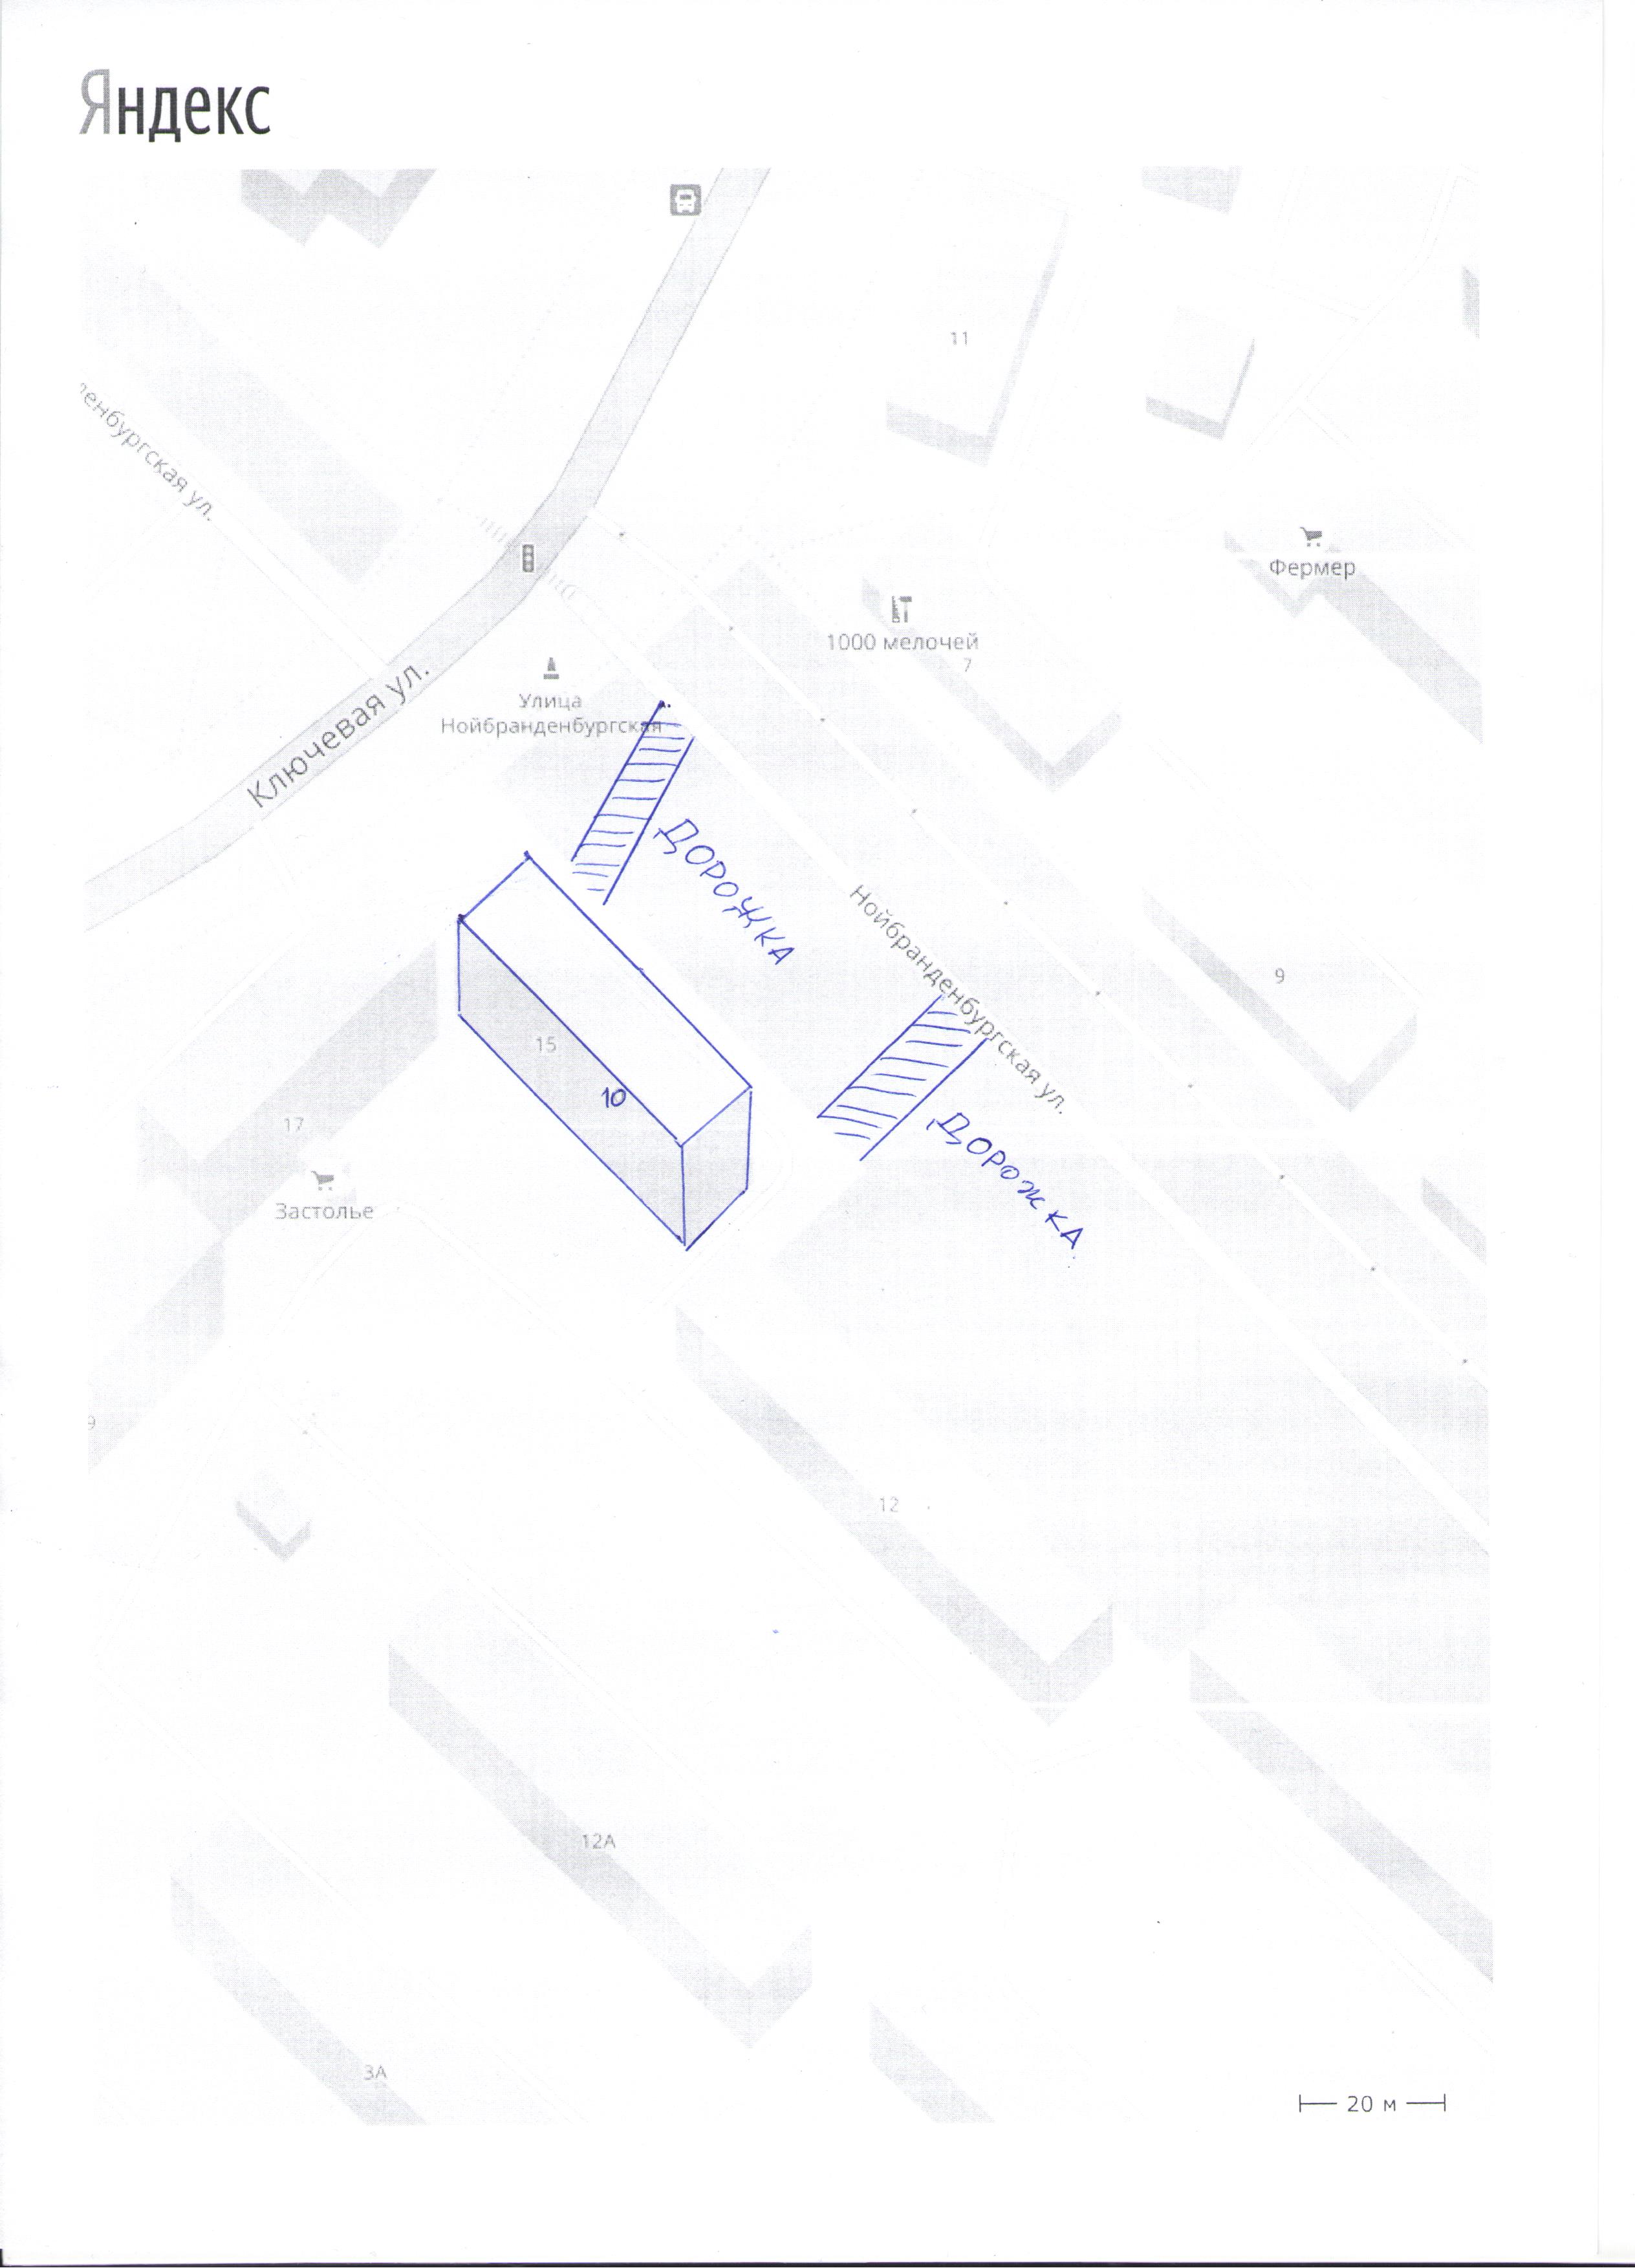 Яндекс
11
денбургская ул.
Фермер
1000 мелочей
7
Ключевая ул.
Улица
Нойбранденбургская
ДОРОЖКА
Нойбранденбургская ул.
9
15
10
17
Застолье
ДОРОЖКА
9
12
12А
3А
20 м